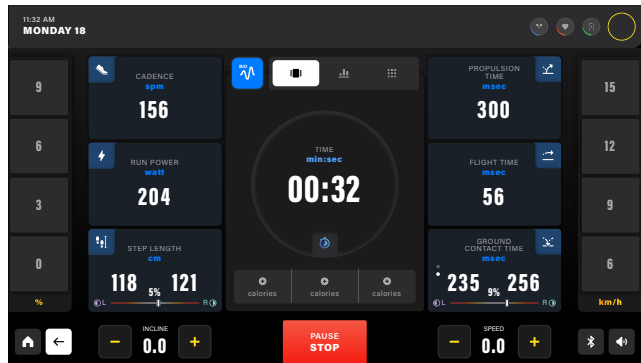 11:32 AM
MONDAY 18
9
6
3
0
%
CADENCE
spm
156
RUN POWER
watt
204
STEP LENGTH
cm
118 5% 121
L R
BIO
TIME
min:sec
00:32
calories calories calories
PROPULSION
TIME
msec
300
FLIGHT TIME
msec
56
GROUND
CONTACT TIME
msec
235 9% 256
L R
15
12
9
6
km/h
INCLINE
0.0
PAUSE
STOP
SPEED
0.0